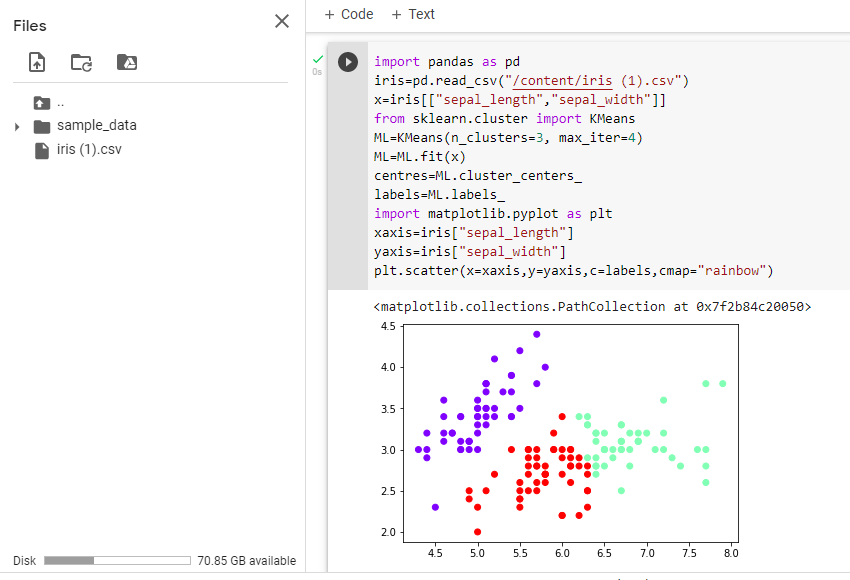 Files
+ Code + Text
..
sample_data
iris (1).csv
Disk 70.85 GB available
0s
import pandas as pd
iris=pd.read_csv("/content/iris (1).csv")
x=iris[["sepal_length","sepal_width"]]
from sklearn.cluster import KMeans
ML=KMeans(n_clusters=3, max_iter=4)
ML=ML.fit(x)
centres=ML.cluster_centers_
labels=ML.labels_
import matplotlib.pyplot as plt
xaxis=iris["sepal_length"]
yaxis=iris["sepal_width"]
plt.scatter(x=xaxis,y=yaxis,c=labels,cmap="rainbow")
<matplotlib.collections.PathCollection at 0x7f2b84c20050>
4.5
4.0
3.5
3.0
2.5
2.0
4.5 5.0 5.5 6.0 6.5 7.0 7.5 8.0